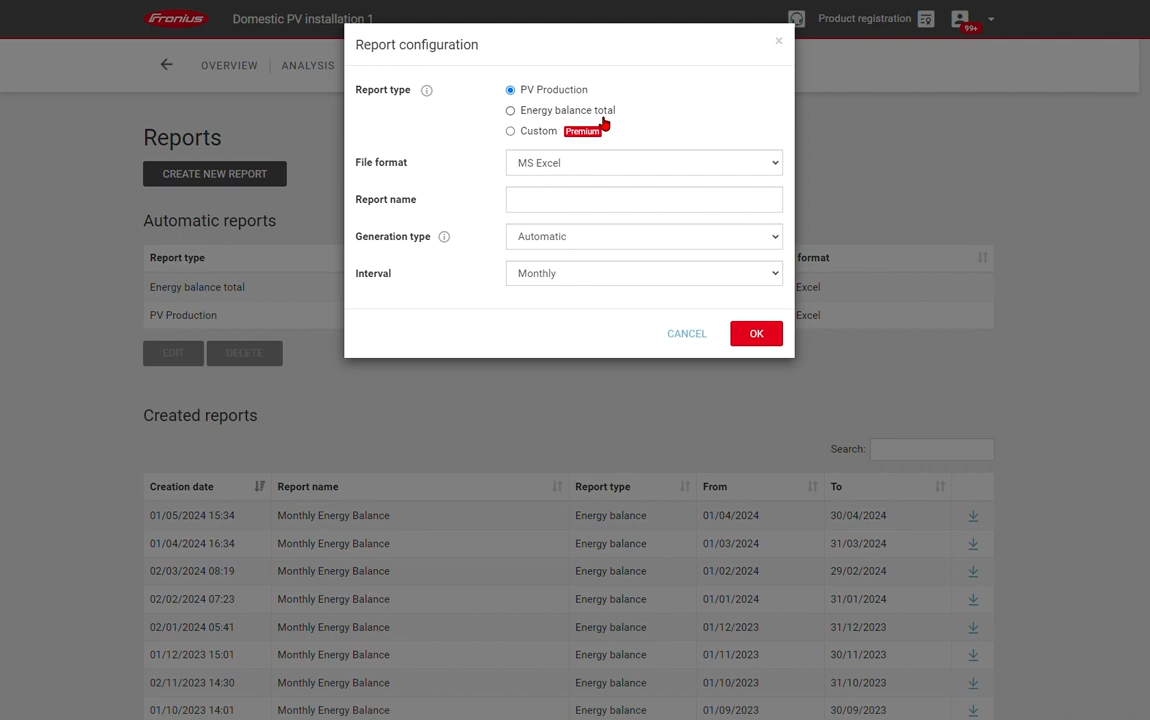 Fronius
Domestic PV installation 1
Product registration
99+
Report configuration
×
OVERVIEW
ANALYSIS
Report type
PV Production
Energy balance total
Custom Premium
File format
MS Excel
Report name
Generation type
Automatic
Interval
Monthly
CANCEL
OK
Reports
CREATE NEW REPORT
Automatic reports
Report type
format
Energy balance total
Excel
PV Production
Excel
EDIT
DELETE
Created reports
Search:
Creation date Report name Report type From To
01/05/2024 15:34 Monthly Energy Balance Energy balance 01/04/2024 30/04/2024
01/04/2024 16:34 Monthly Energy Balance Energy balance 01/03/2024 31/03/2024
02/03/2024 08:19 Monthly Energy Balance Energy balance 01/02/2024 29/02/2024
02/02/2024 07:23 Monthly Energy Balance Energy balance 01/01/2024 31/01/2024
02/01/2024 05:41 Monthly Energy Balance Energy balance 01/12/2023 31/12/2023
01/12/2023 15:01 Monthly Energy Balance Energy balance 01/11/2023 30/11/2023
02/11/2023 14:30 Monthly Energy Balance Energy balance 01/10/2023 31/10/2023
01/10/2023 14:01 Monthly Energy Balance Energy balance 01/09/2023 30/09/2023